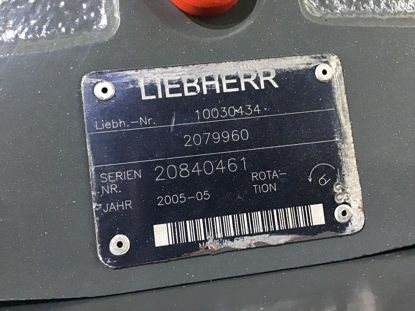 LIEBHERR
Liebh.-Nr. 10030434
2079960
SERIEN NR. 20840461 ROTA-TION
JAHR 2005-05